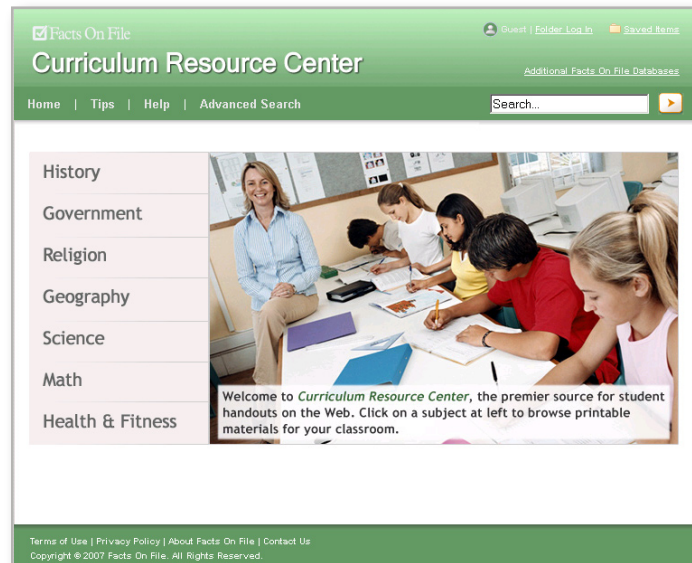 Facts On File
Guest | Folder Log In Saved Items
Curriculum Resource Center
Additional Facts On File Databases
Home | Tips | Help | Advanced Search
Search...
History
Government
Religion
Geography
Science
Math
Health & Fitness
Welcome to Curriculum Resource Center, the premier source for student
handouts on the Web. Click on a subject at left to browse printable
materials for your classroom.
Terms of Use | Privacy Policy | About Facts On File | Contact Us
Copyright © 2007 Facts On File. All Rights Reserved.